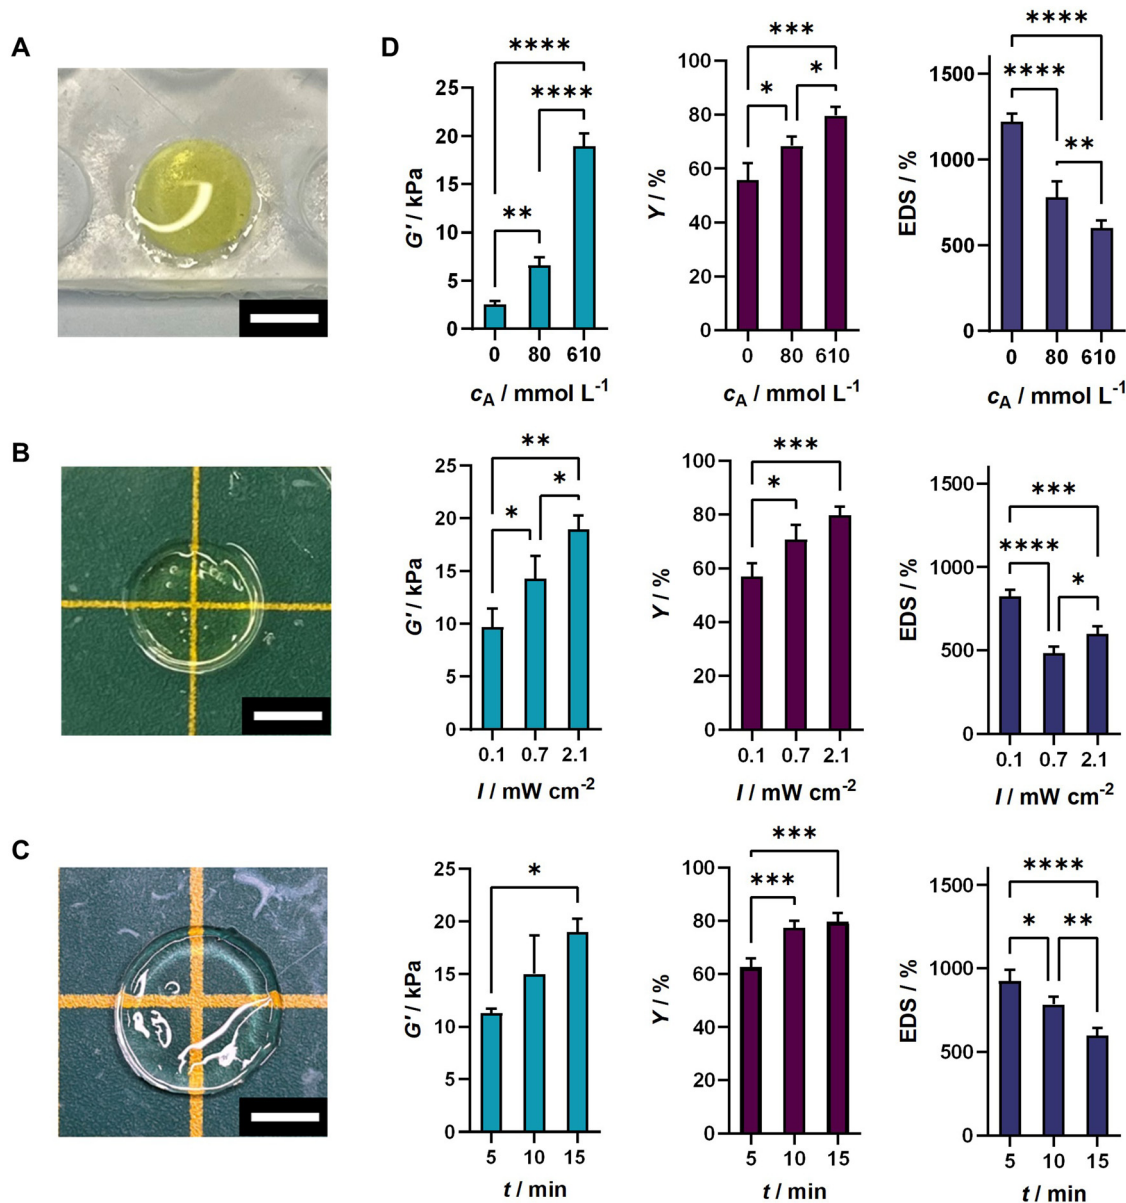 A
D
**** **** **
25
20
15
10
5
0
G′ / kPa
0 80 610
cA / mmol L-1
*** * *
100
80
60
40
20
0
Y / %
0 80 610
cA / mmol L-1
**** **** **
1500
1000
500
0
EDS / %
0 80 610
cA / mmol L-1
B
** * *
25
20
15
10
5
0
G′ / kPa
0.1 0.7 2.1
I / mW cm-2
*** *
100
80
60
40
20
0
Y / %
0.1 0.7 2.1
I / mW cm-2
*** **** *
1500
1000
500
0
EDS / %
0.1 0.7 2.1
I / mW cm-2
C
*
25
20
15
10
5
0
G′ / kPa
5 10 15
t / min
*** ***
100
80
60
40
20
0
Y / %
5 10 15
t / min
**** * **
1500
1000
500
0
EDS / %
5 10 15
t / min